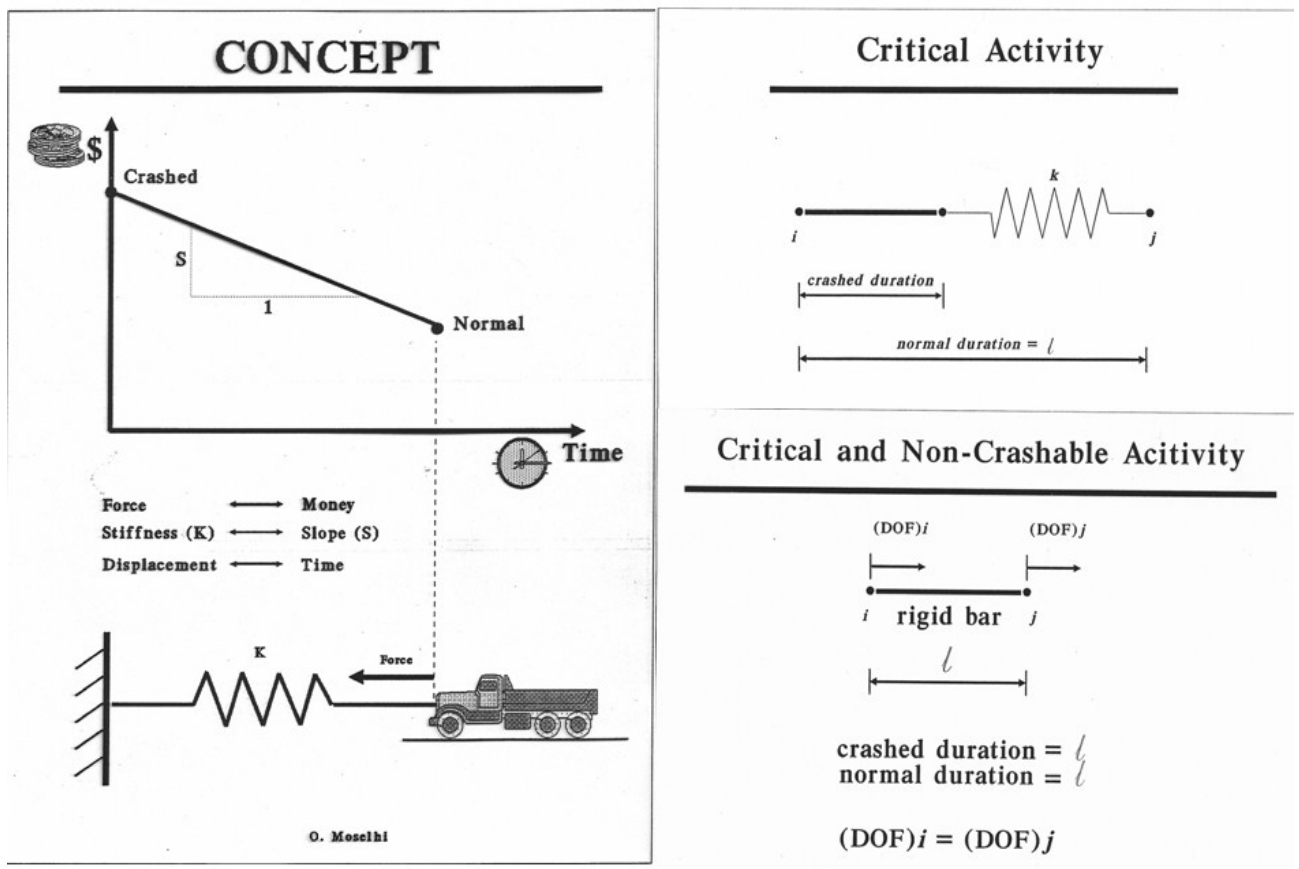 CONCEPT
$
Crashed
S
1
Normal
Time
Force ⟷ Money
Stiffness (K) ⟷ Slope (S)
Displacement ⟷ Time
K
Force
O. Moselhi
Critical Activity
k
i
j
crashed duration
normal duration = l
Critical and Non-Crashable Acitivity
(DOF)i
(DOF)j
i
rigid bar
j
l
crashed duration = l
normal duration = l
(DOF)i = (DOF)j